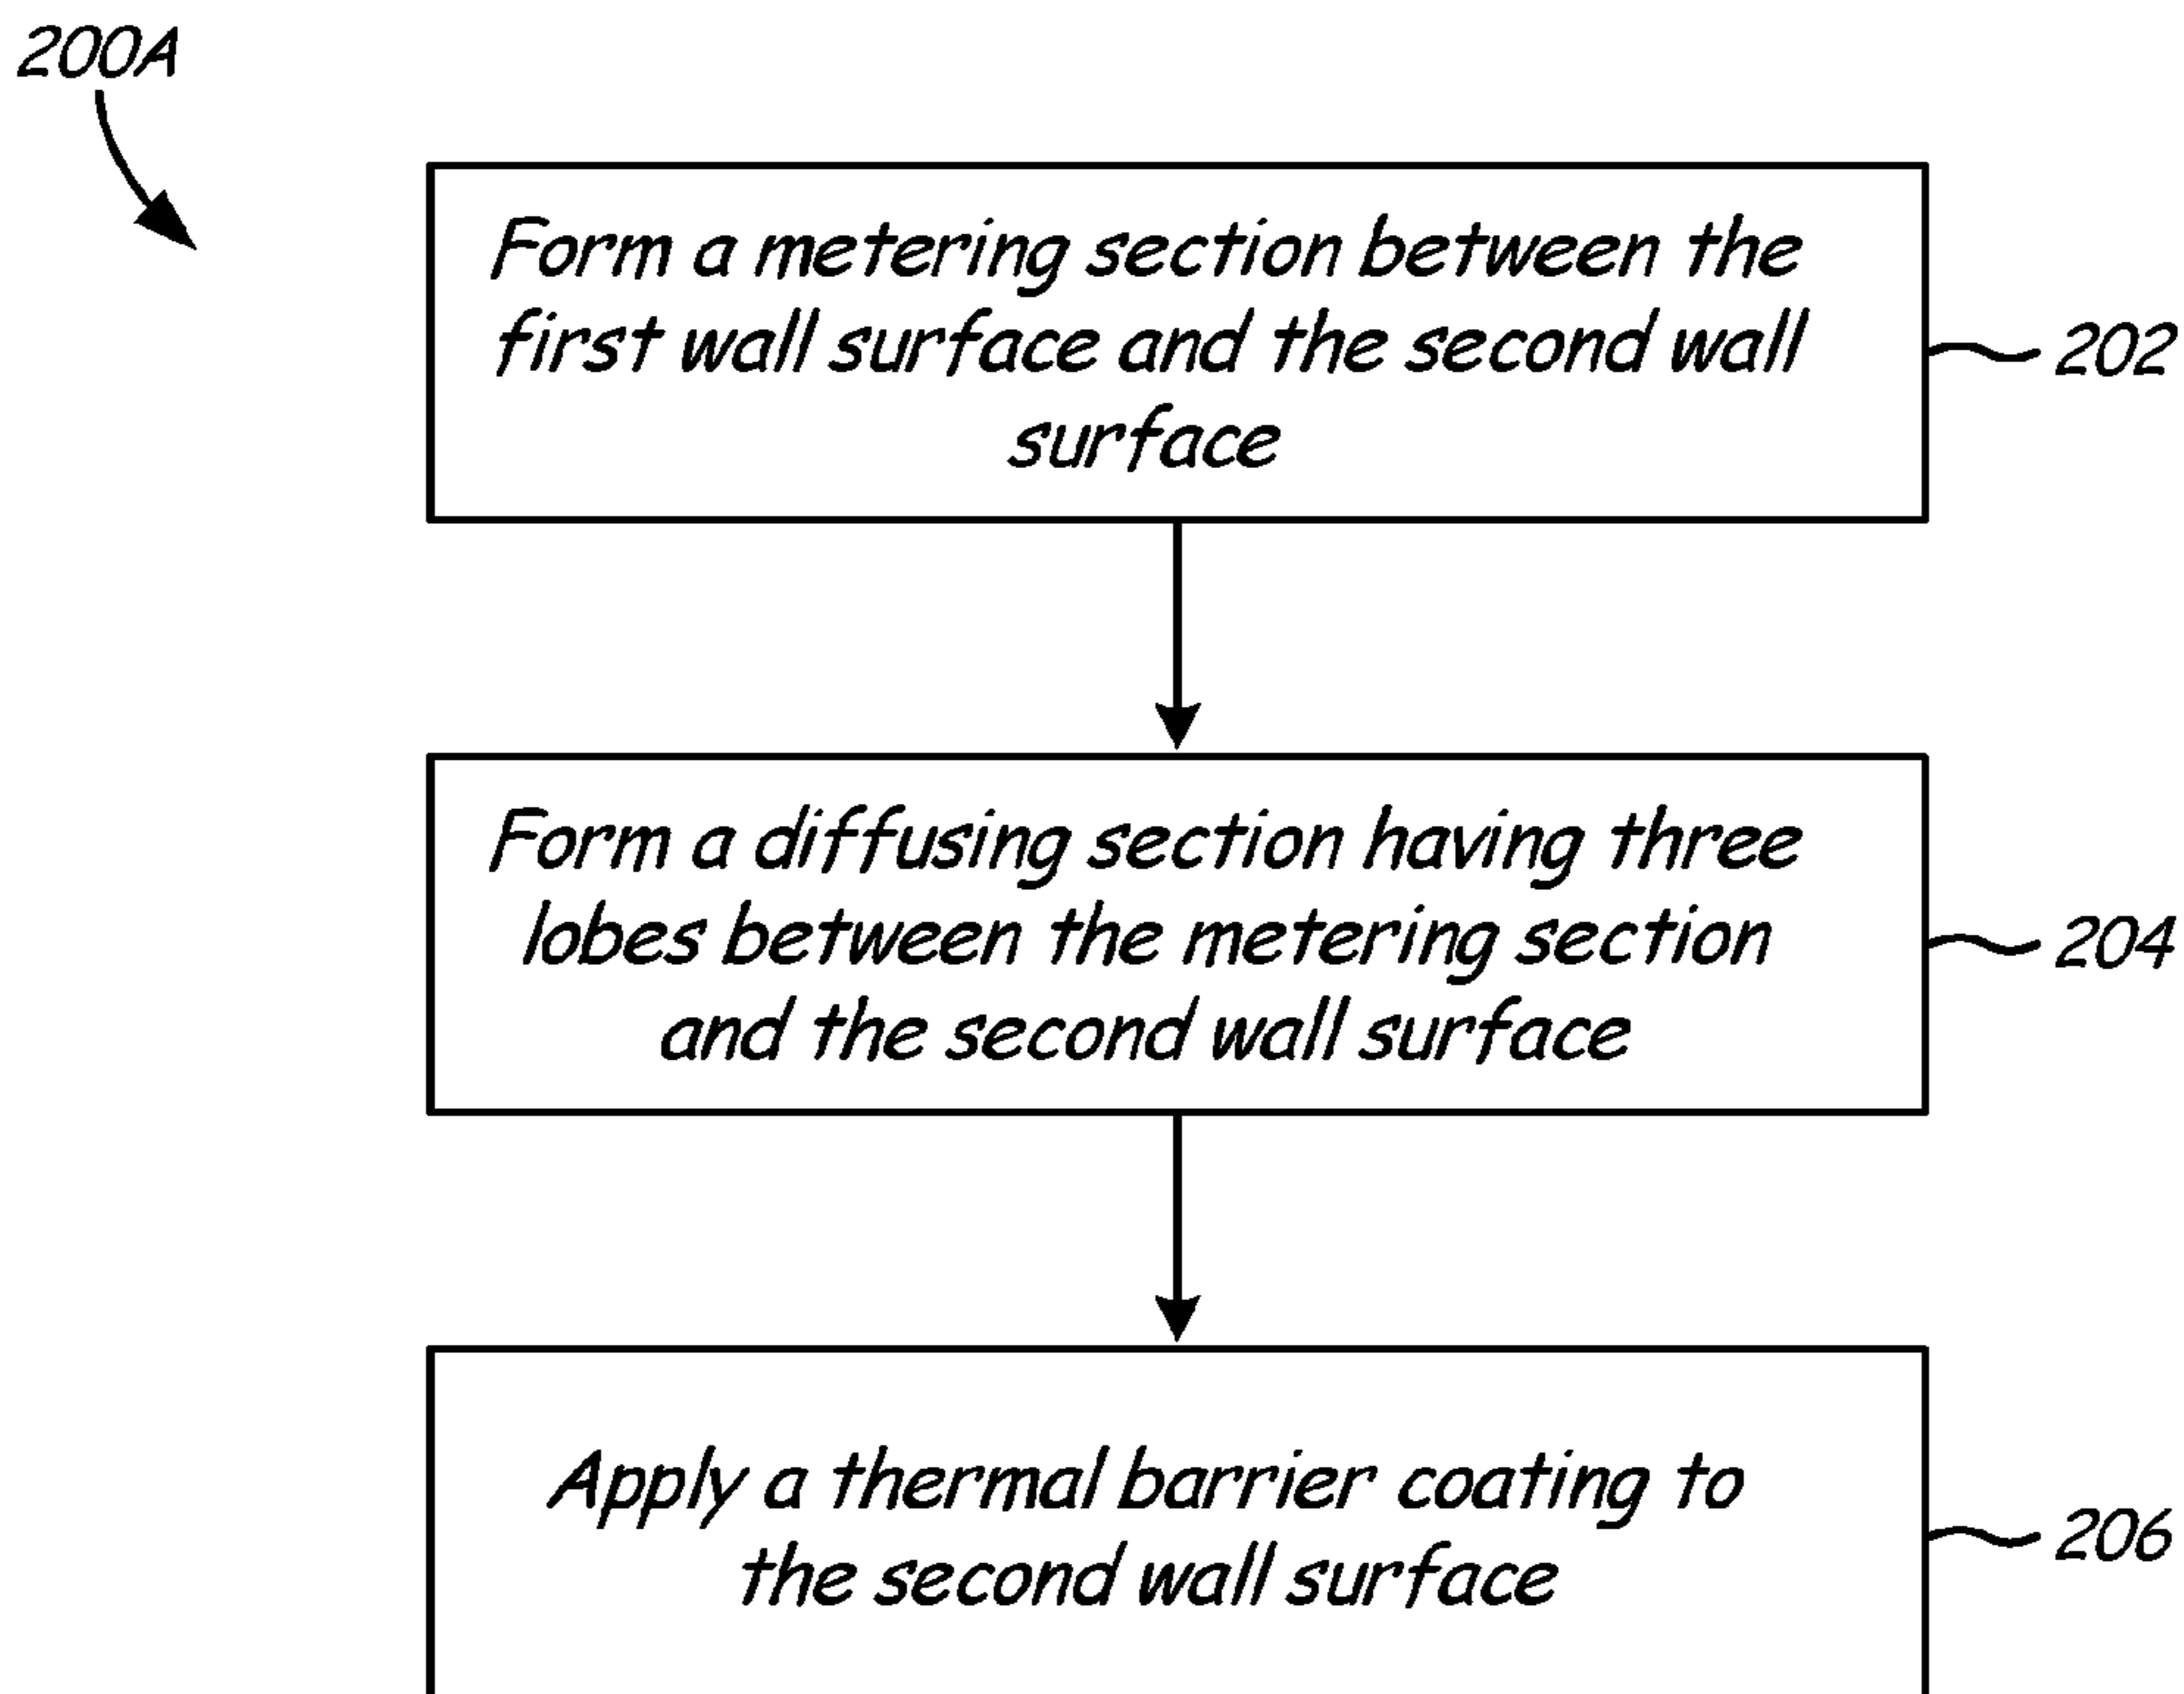 200A
Form a metering section between the
first wall surface and the second wall
surface
202
Form a diffusing section having three
lobes between the metering section
and the second wall surface
204
Apply a thermal barrier coating to
the second wall surface
206